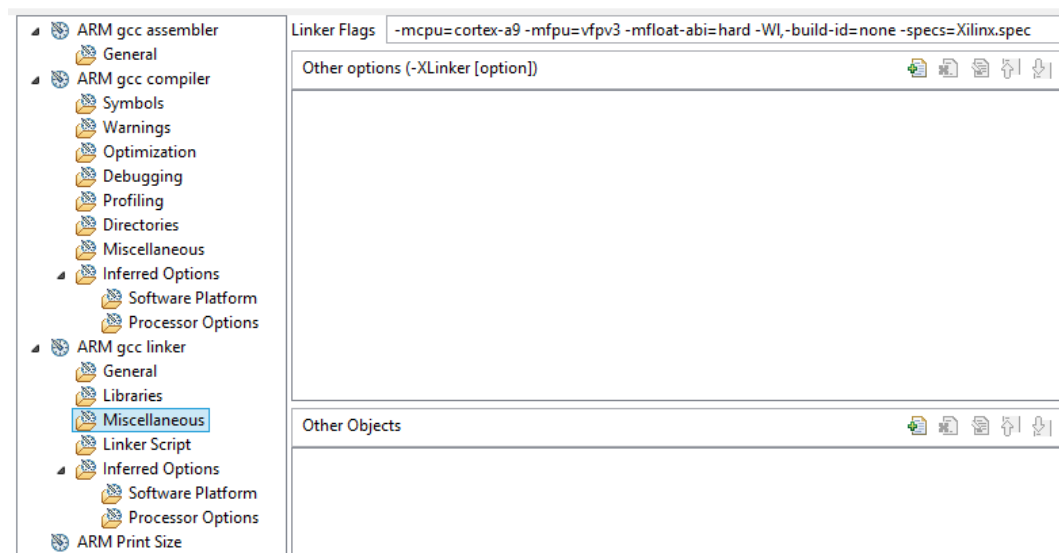 ARM gcc assembler
General
ARM gcc compiler
Symbols
Warnings
Optimization
Debugging
Profiling
Directories
Miscellaneous
Inferred Options
Software Platform
Processor Options
ARM gcc linker
General
Libraries
Miscellaneous
Linker Script
Inferred Options
Software Platform
Processor Options
ARM Print Size
Linker Flags -mcpu=cortex-a9 -mfpu=vfpv3 -mfloat-abi=hard -Wl,-build-id=none -specs=Xilinx.spec
Other options (-XLinker [option])
Other Objects